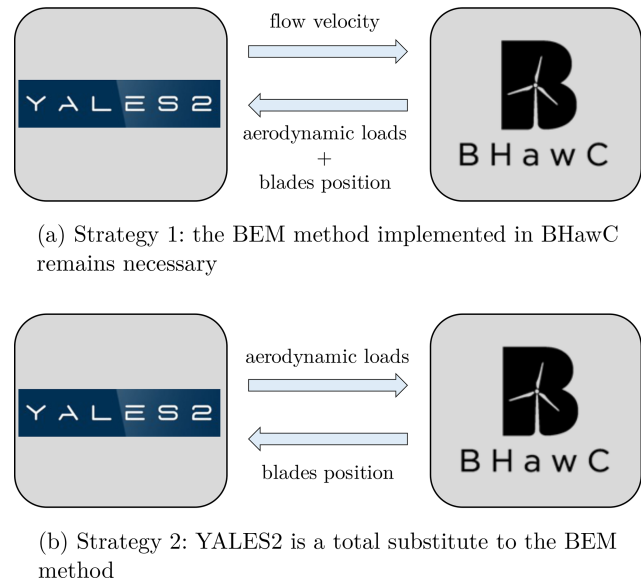 flow velocity
YALES2
aerodynamic loads
+
blades position
BHawC
(a) Strategy 1: the BEM method implemented in BHawC
remains necessary
aerodynamic loads
YALES2
blades position
BHawC
(b) Strategy 2: YALES2 is a total substitute to the BEM
method